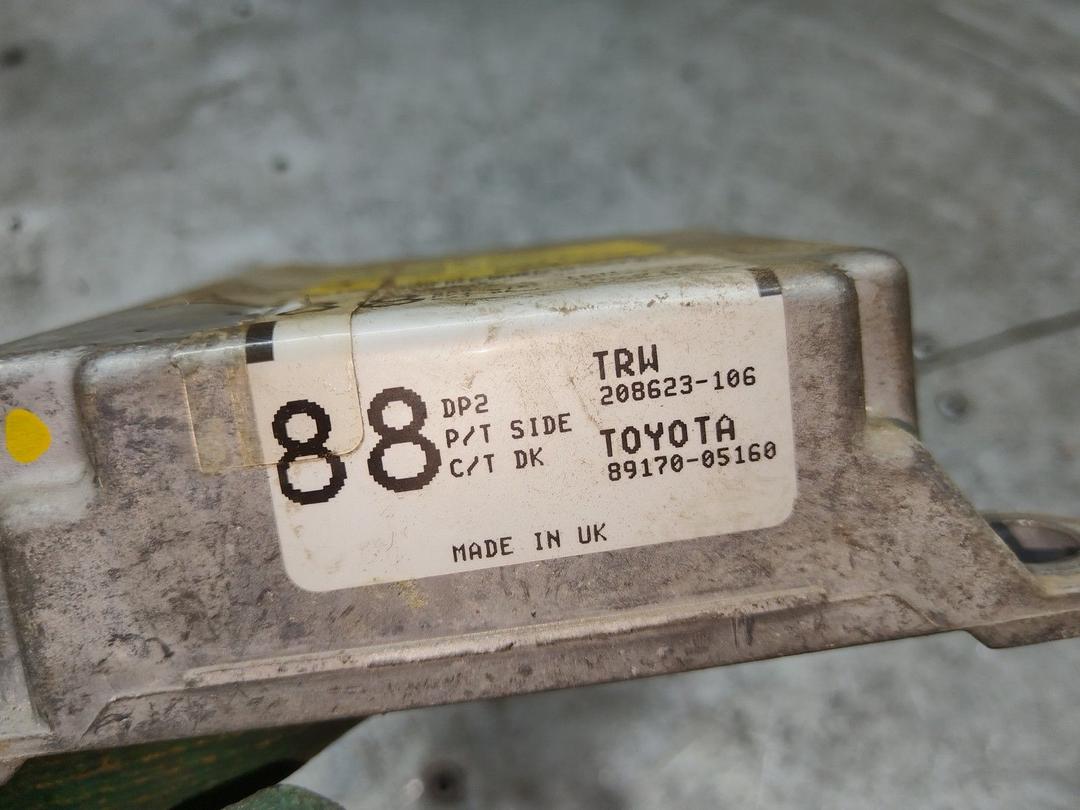 88
DP2
P/T SIDE
C/T DK
TRW
208623-106
TOYOTA
89170-05160
MADE IN UK